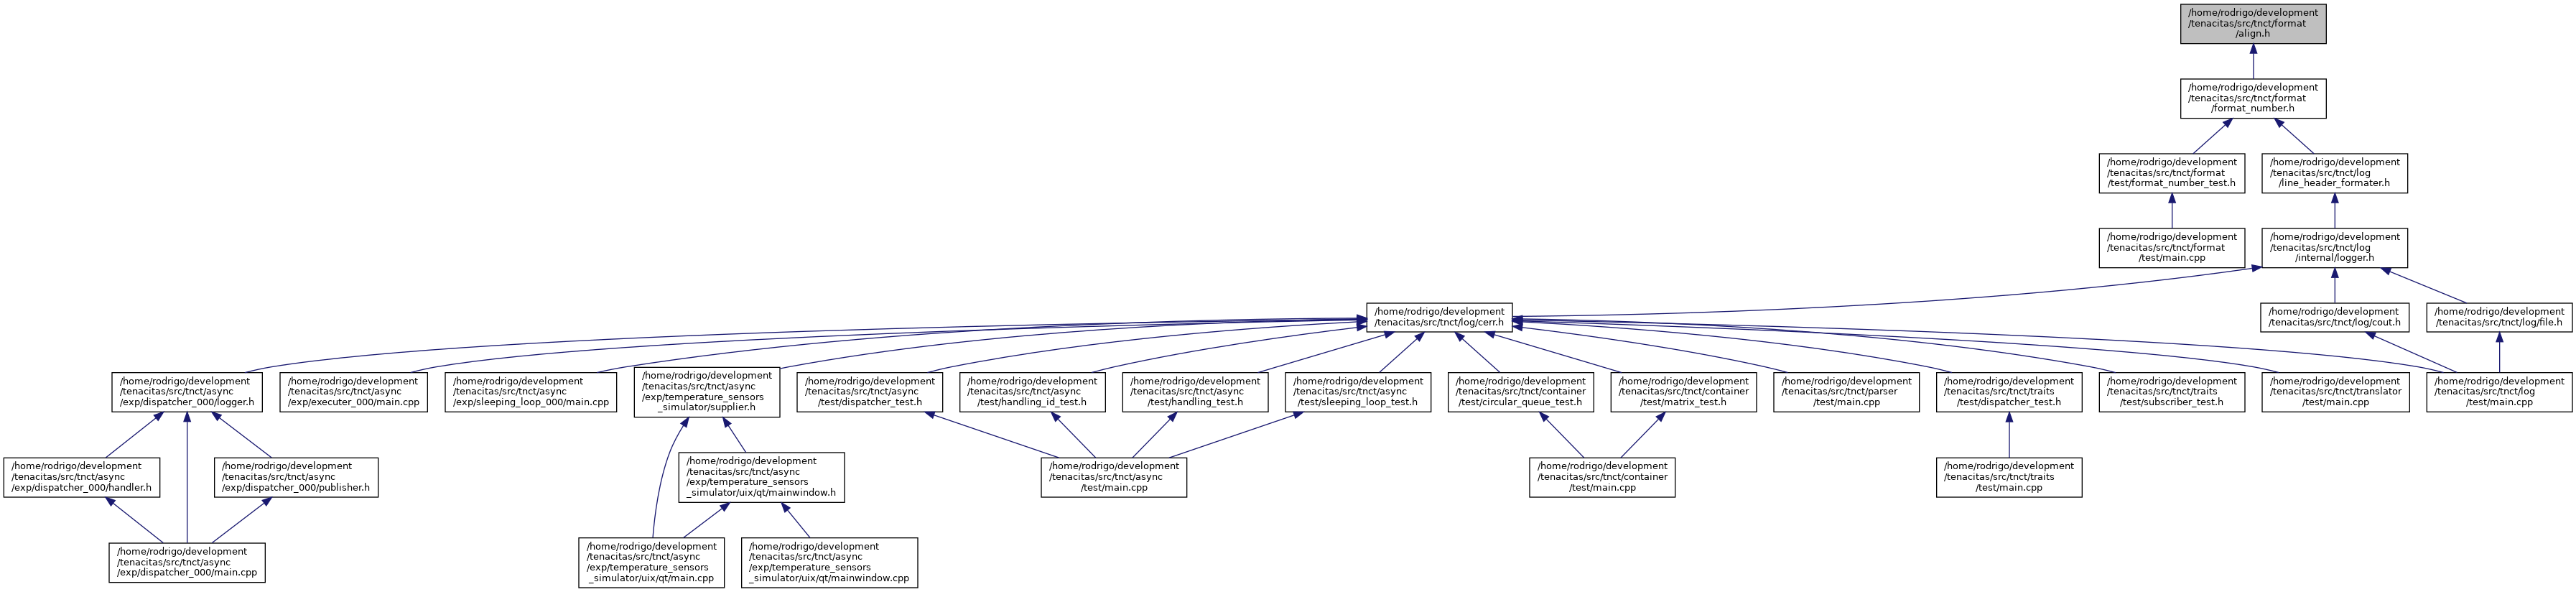 /home/rodrigo/development
/tenacitas/src/tnct/format
/align.h
/home/rodrigo/development
/tenacitas/src/tnct/format
/format_number.h
/home/rodrigo/development
/tenacitas/src/tnct/format
/test/format_number_test.h
/home/rodrigo/development
/tenacitas/src/tnct/log
/line_header_formater.h
/home/rodrigo/development
/tenacitas/src/tnct/format
/test/main.cpp
/home/rodrigo/development
/tenacitas/src/tnct/log
/internal/logger.h
/home/rodrigo/development
/tenacitas/src/tnct/log/cerr.h
/home/rodrigo/development
/tenacitas/src/tnct/log/cout.h
/home/rodrigo/development
/tenacitas/src/tnct/log/file.h
/home/rodrigo/development
/tenacitas/src/tnct/async
/exp/dispatcher_000/logger.h
/home/rodrigo/development
/tenacitas/src/tnct/async
/exp/executer_000/main.cpp
/home/rodrigo/development
/tenacitas/src/tnct/async
/exp/sleeping_loop_000/main.cpp
/home/rodrigo/development
/tenacitas/src/tnct/async
/exp/temperature_sensors
_simulator/supplier.h
/home/rodrigo/development
/tenacitas/src/tnct/async
/test/dispatcher_test.h
/home/rodrigo/development
/tenacitas/src/tnct/async
/test/handling_id_test.h
/home/rodrigo/development
/tenacitas/src/tnct/async
/test/handling_test.h
/home/rodrigo/development
/tenacitas/src/tnct/async
/test/sleeping_loop_test.h
/home/rodrigo/development
/tenacitas/src/tnct/container
/test/circular_queue_test.h
/home/rodrigo/development
/tenacitas/src/tnct/container
/test/matrix_test.h
/home/rodrigo/development
/tenacitas/src/tnct/parser
/test/main.cpp
/home/rodrigo/development
/tenacitas/src/tnct/traits
/test/dispatcher_test.h
/home/rodrigo/development
/tenacitas/src/tnct/traits
/test/subscriber_test.h
/home/rodrigo/development
/tenacitas/src/tnct/translator
/test/main.cpp
/home/rodrigo/development
/tenacitas/src/tnct/log
/test/main.cpp
/home/rodrigo/development
/tenacitas/src/tnct/async
/exp/dispatcher_000/handler.h
/home/rodrigo/development
/tenacitas/src/tnct/async
/exp/dispatcher_000/publisher.h
/home/rodrigo/development
/tenacitas/src/tnct/async
/exp/temperature_sensors
_simulator/uix/qt/mainwindow.h
/home/rodrigo/development
/tenacitas/src/tnct/async
/test/main.cpp
/home/rodrigo/development
/tenacitas/src/tnct/container
/test/main.cpp
/home/rodrigo/development
/tenacitas/src/tnct/traits
/test/main.cpp
/home/rodrigo/development
/tenacitas/src/tnct/async
/exp/dispatcher_000/main.cpp
/home/rodrigo/development
/tenacitas/src/tnct/async
/exp/temperature_sensors
_simulator/uix/qt/main.cpp
/home/rodrigo/development
/tenacitas/src/tnct/async
/exp/temperature_sensors
_simulator/uix/qt/mainwindow.cpp